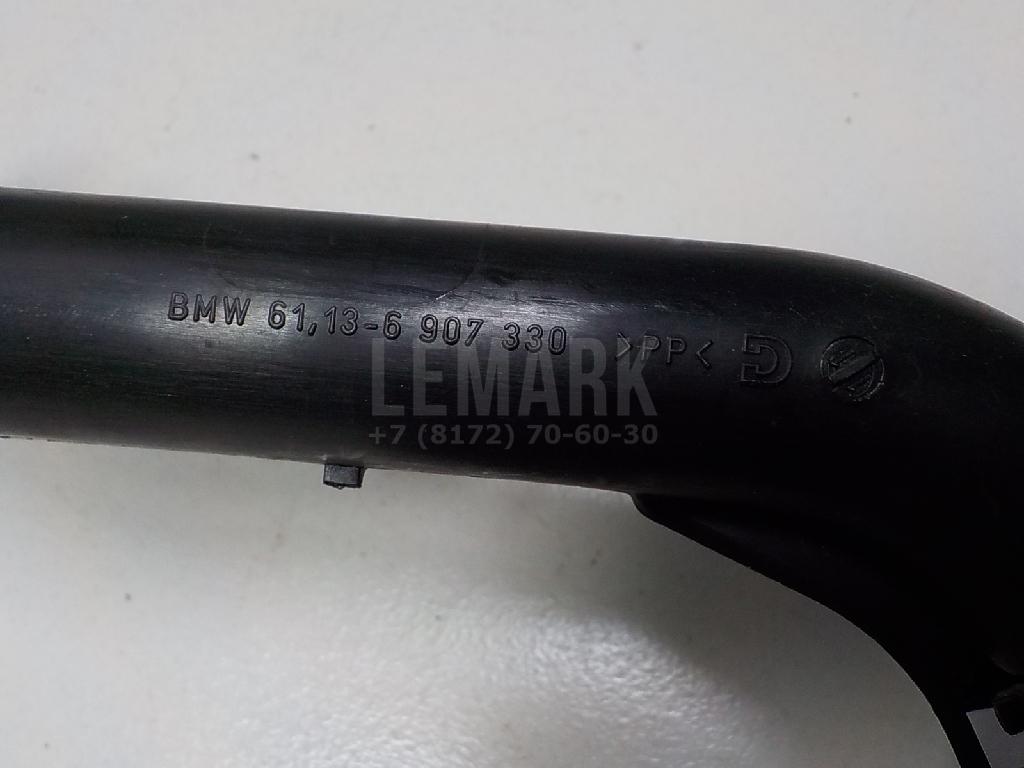 BMW 61,13-6 907 330 >PP< D
LEMARK
+7 (8172) 70-60-30